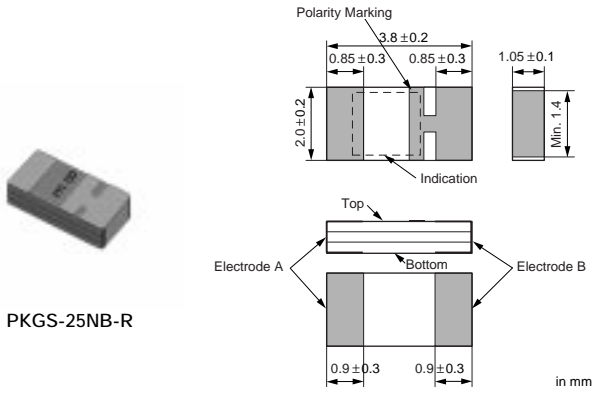 Polarity Marking
3.8±0.2
0.85±0.3 0.85±0.3 1.05±0.1
2.0±0.2
Min. 1.4
Indication
Top
Electrode A Bottom Electrode B
PKGS-25NB-R
0.9±0.3 0.9±0.3
in mm